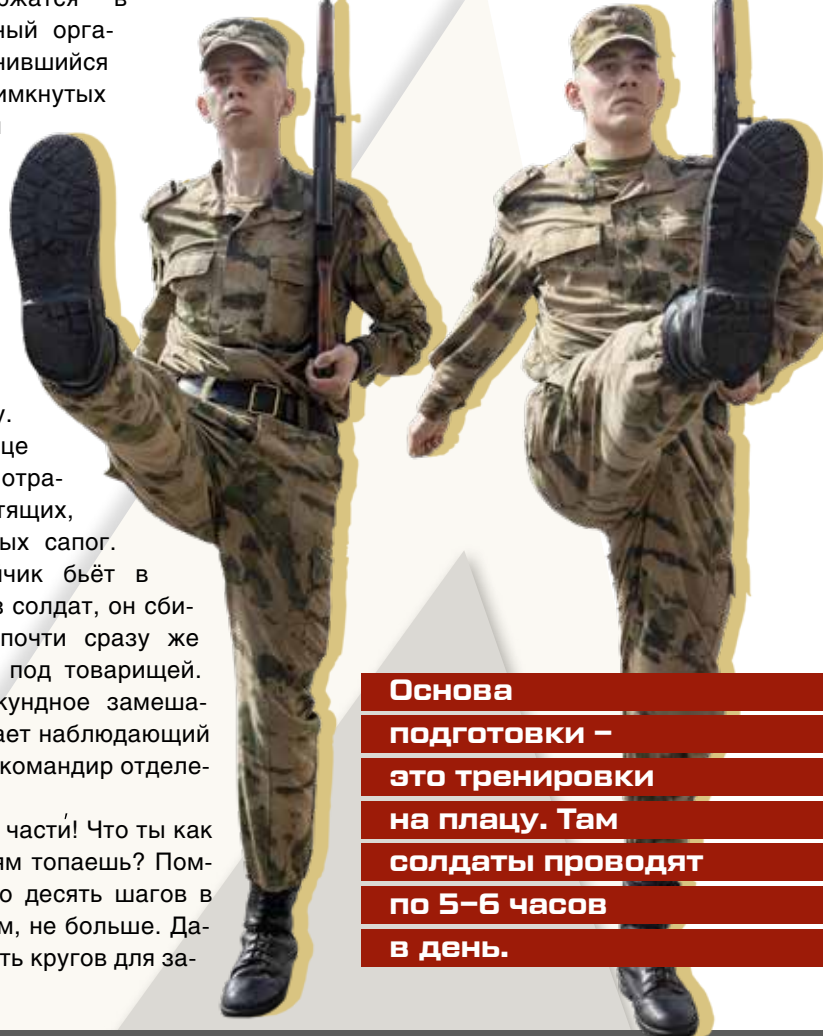 ржатся в
ный орга-
нившийся
имкнутых
у.
це
отра-
тящих,
ых сапог.
чик бьёт в
з солдат, он сби-
почти сразу же
под товарищей.
кундное замеша-
ает наблюдающий
командир отделе-
части́! Что ты как
ям топаешь? Пом-
о десять шагов в
м, не больше. Да-
ть кругов для за-
Основа
подготовки –
это тренировки
на плацу. Там
солдаты проводят
по 5–6 часов
в день.